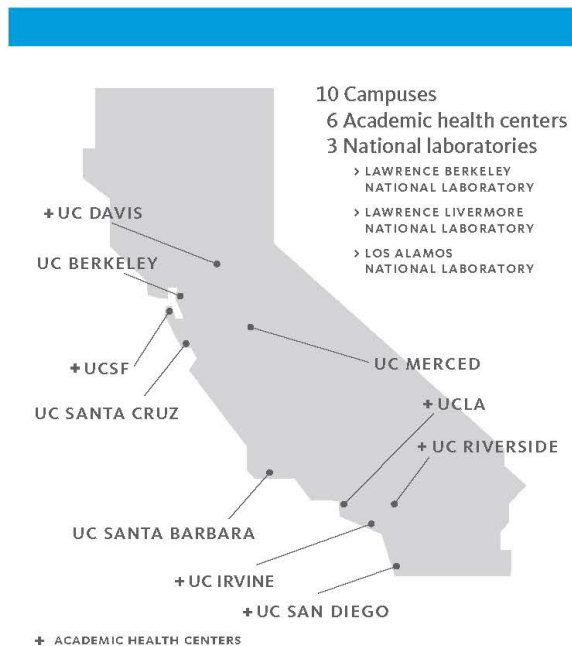 10 Campuses
6 Academic health centers
3 National laboratories
> LAWRENCE BERKELEY
NATIONAL LABORATORY
> LAWRENCE LIVERMORE
NATIONAL LABORATORY
> LOS ALAMOS
NATIONAL LABORATORY
+ UC DAVIS
UC BERKELEY
+ UCSF
UC SANTA CRUZ
UC MERCED
+ UCLA
+ UC RIVERSIDE
UC SANTA BARBARA
+ UC IRVINE
+ UC SAN DIEGO
+ ACADEMIC HEALTH CENTERS